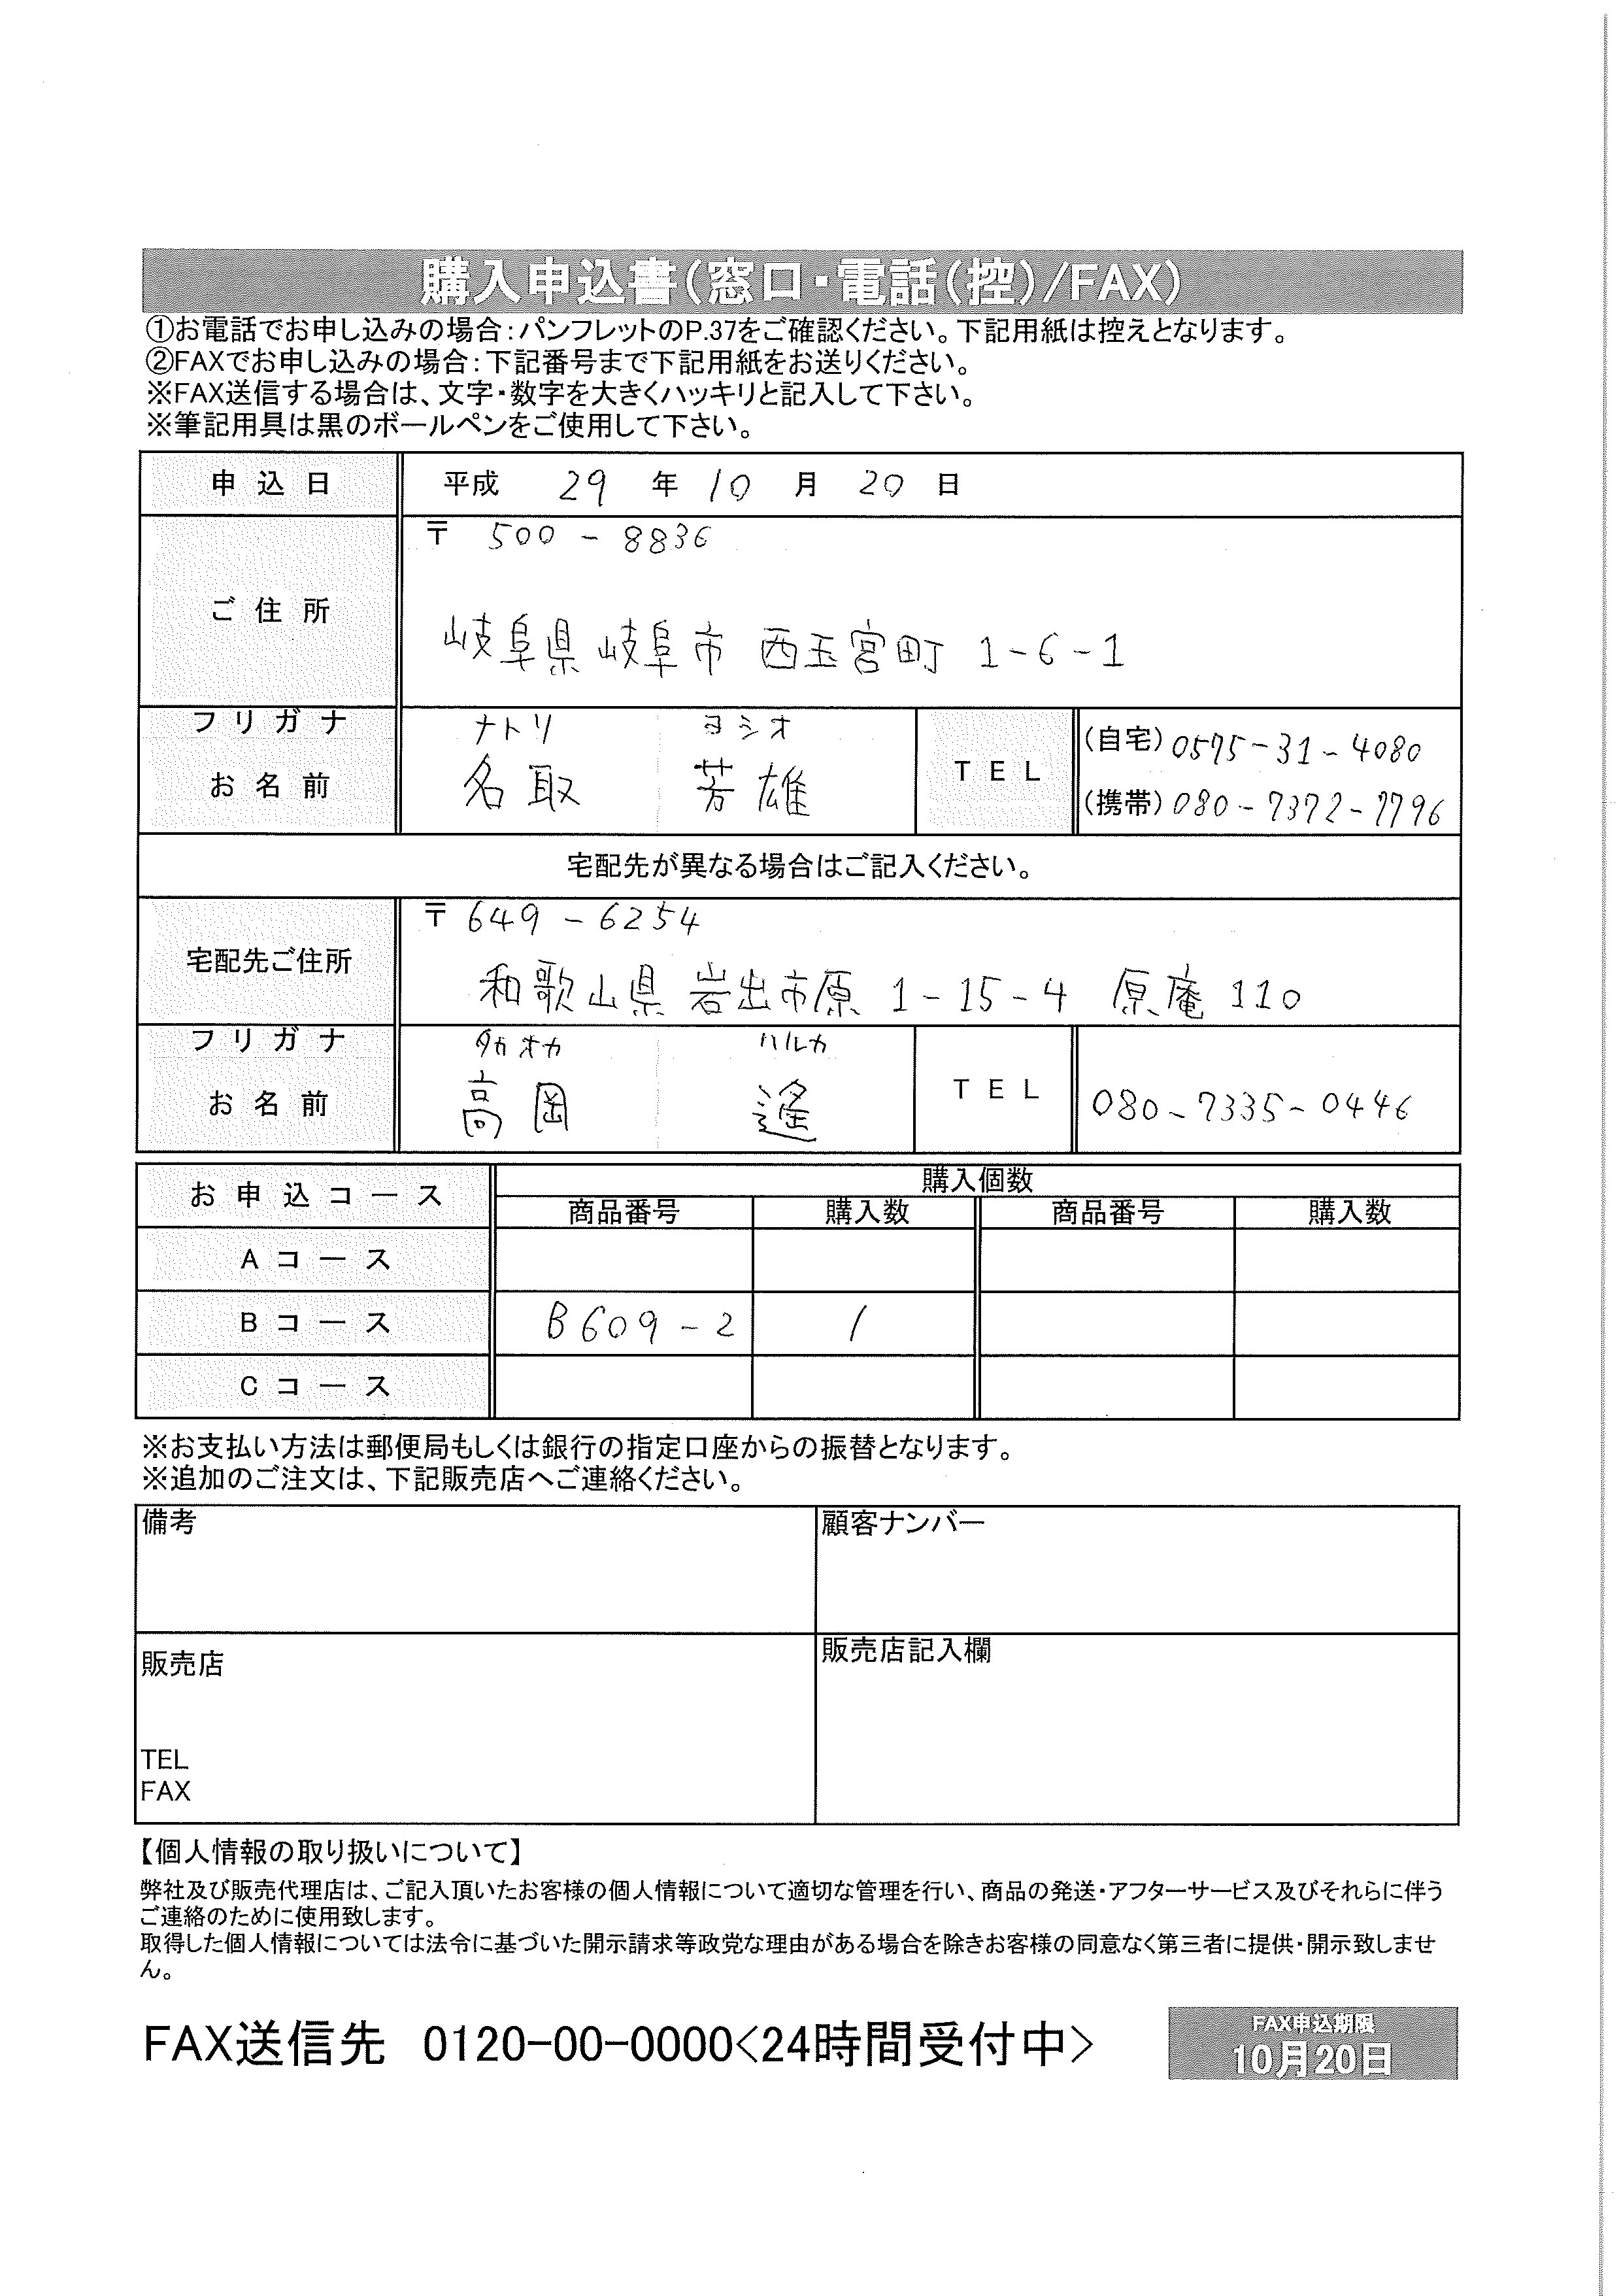 購入申込書(窓口・電話(控)/FAX)
①お電話でお申し込みの場合:パンフレットのP.37をご確認ください。下記用紙は控えとなります。
②FAXでお申し込みの場合:下記番号まで下記用紙をお送りください。
※FAX送信する場合は、文字・数字を大きくハッキリと記入して下さい。
※筆記用具は黒のボールペンをご使用して下さい。
申込日 平成 29 年 10 月 20 日
〒 500-8836
ご住所
岐阜県岐阜市西玉宮町 1-6-1
フリガナ ナトリ ヨシオ
お名前 名取 芳雄
TEL
(自宅)0575-31-4080
(携帯)080-7372-7796
宅配先が異なる場合はご記入ください。
〒 649-6254
宅配先ご住所
和歌山県 岩出市原 1-15-4 原庵 110
フリガナ タカオカ ハルカ
お名前 高岡 遙
TEL 080-7335-0446
お申込コース 購入個数
商品番号 購入数 商品番号 購入数
Aコース
Bコース B609-2 1
Cコース
※お支払い方法は郵便局もしくは銀行の指定口座からの振替となります。
※追加のご注文は、下記販売店へご連絡ください。
備考 顧客ナンバー
販売店 販売店記入欄
TEL
FAX
【個人情報の取り扱いについて】
弊社及び販売代理店は、ご記入頂いたお客様の個人情報について適切な管理を行い、商品の発送・アフターサービス及びそれらに伴う
ご連絡のために使用致します。
取得した個人情報については法令に基づいた開示請求等政党な理由がある場合を除きお客様の同意なく第三者に提供・開示致しませ
ん。
FAX送信先 0120-00-0000<24時間受付中>
FAX申込期限
10月20日